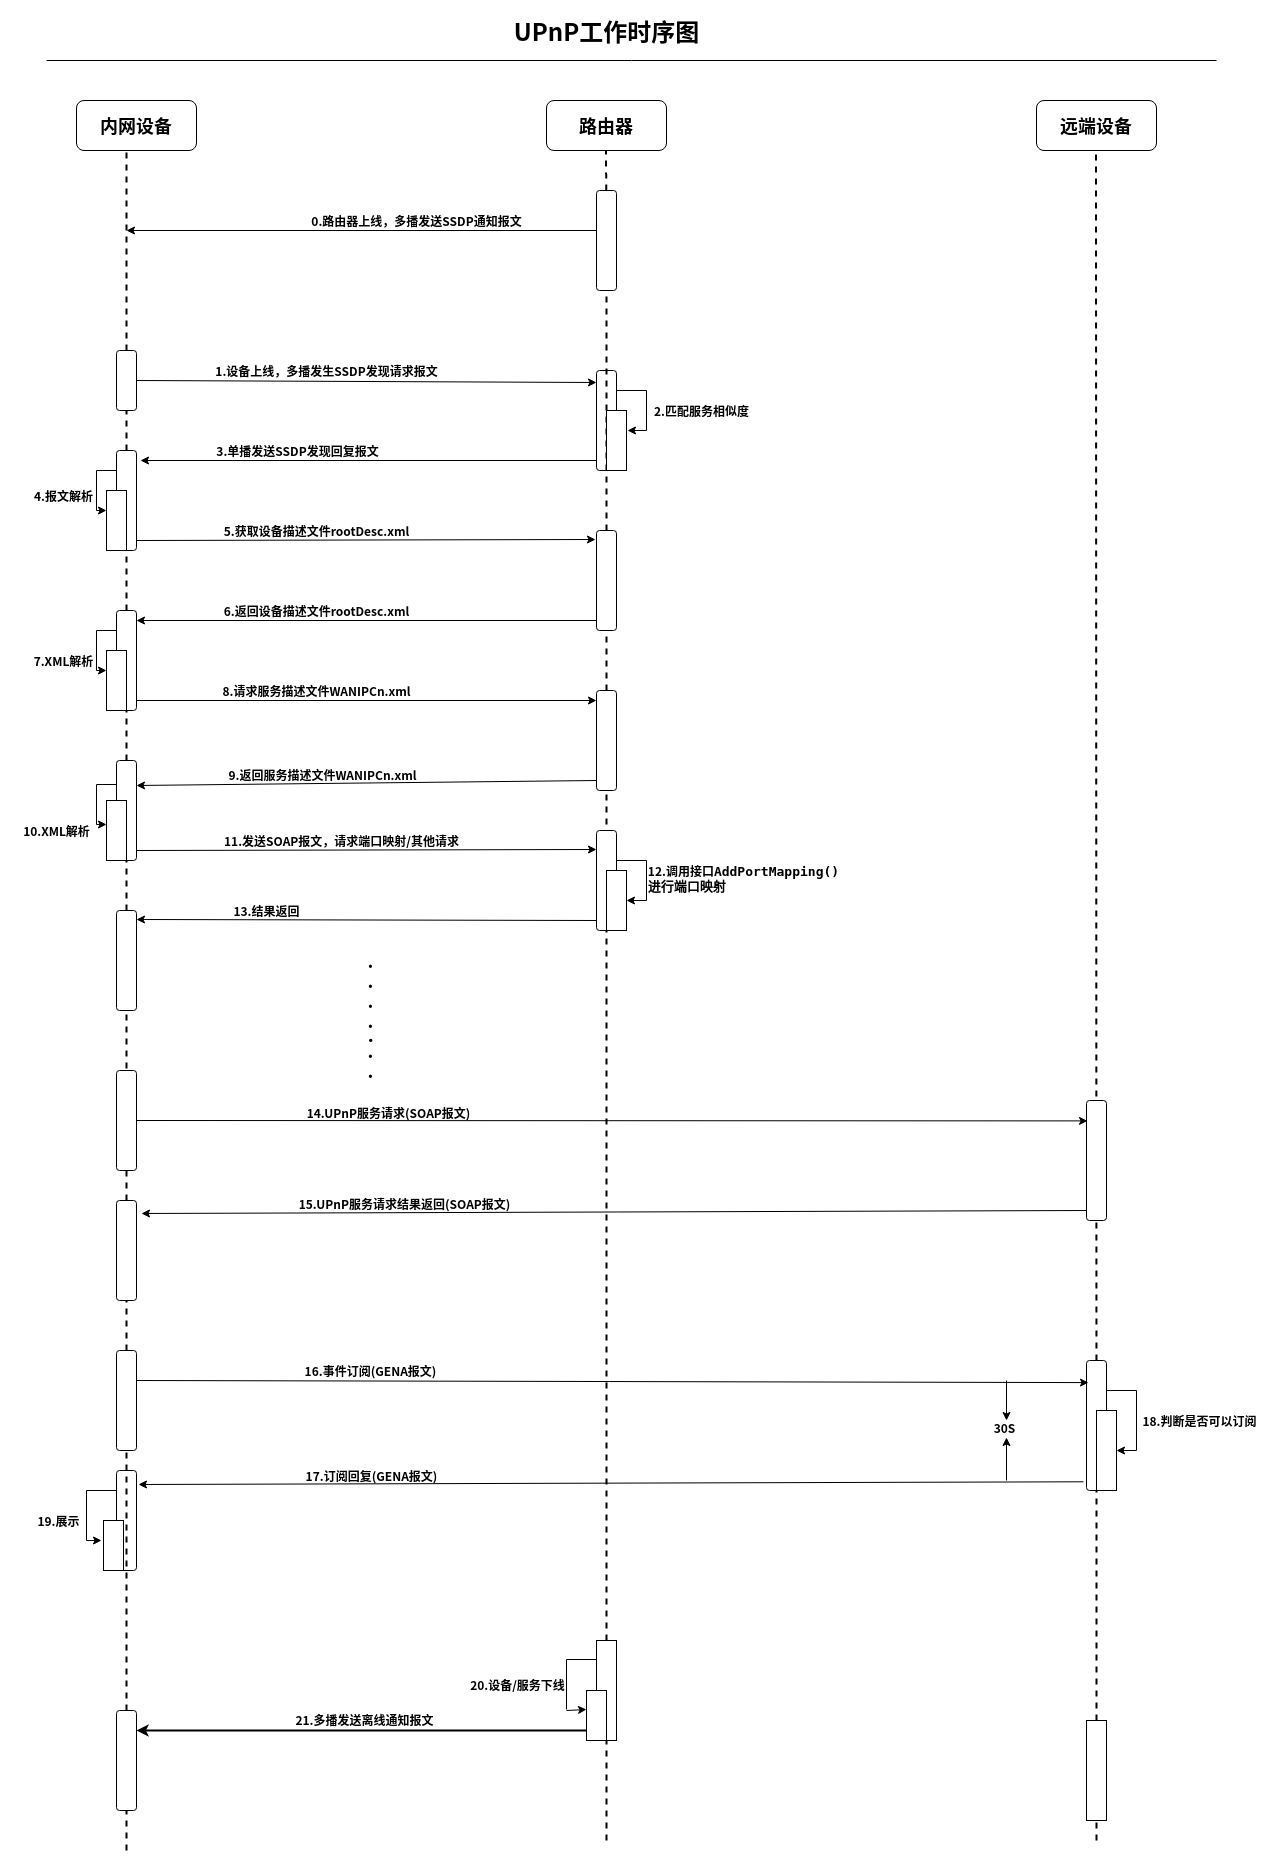 UPnP工作时序图
内网设备
路由器
远端设备
0.路由器上线，多播发送SSDP通知报文
1.设备上线，多播发生SSDP发现请求报文
2.匹配服务相似度
3.单播发送SSDP发现回复报文
4.报文解析
5.获取设备描述文件rootDesc.xml
6.返回设备描述文件rootDesc.xml
7.XML解析
8.请求服务描述文件WANIPCn.xml
9.返回服务描述文件WANIPCn.xml
10.XML解析
11.发送SOAP报文，请求端口映射/其他请求
12.调用接口AddPortMapping()
进行端口映射
13.结果返回
14.UPnP服务请求(SOAP报文)
15.UPnP服务请求结果返回(SOAP报文)
16.事件订阅(GENA报文)
30S
18.判断是否可以订阅
17.订阅回复(GENA报文)
19.展示
20.设备/服务下线
21.多播发送离线通知报文